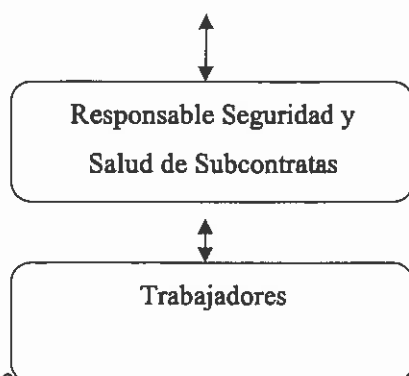 Responsable Seguridad y
Salud de Subcontratas
Trabajadores